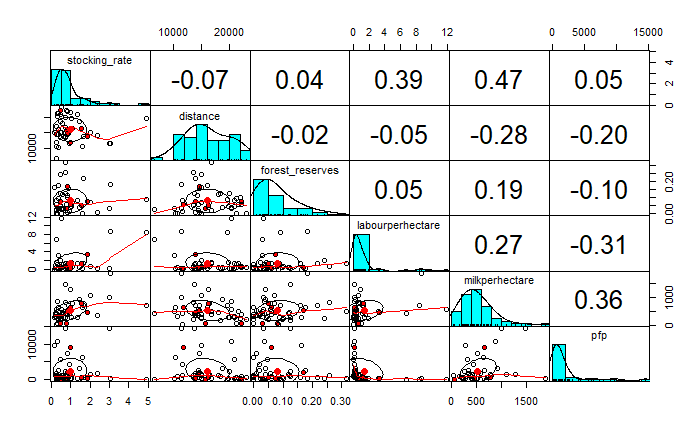 10000 20000 0 2 4 6 8 12 0 5000 15000
stocking_rate -0.07 0.04 0.39 0.47 0.05 0 2 4
10000 distance -0.02 -0.05 -0.28 -0.20
forest_reserves 0.05 0.19 -0.10 0.00 0.20
0 4 8 12 labourperhectare 0.27 -0.31
milkperhectare 0.36 0 1000
0 10000 pfp
0 1 2 3 4 5 0.00 0.10 0.20 0.30 0 500 1500